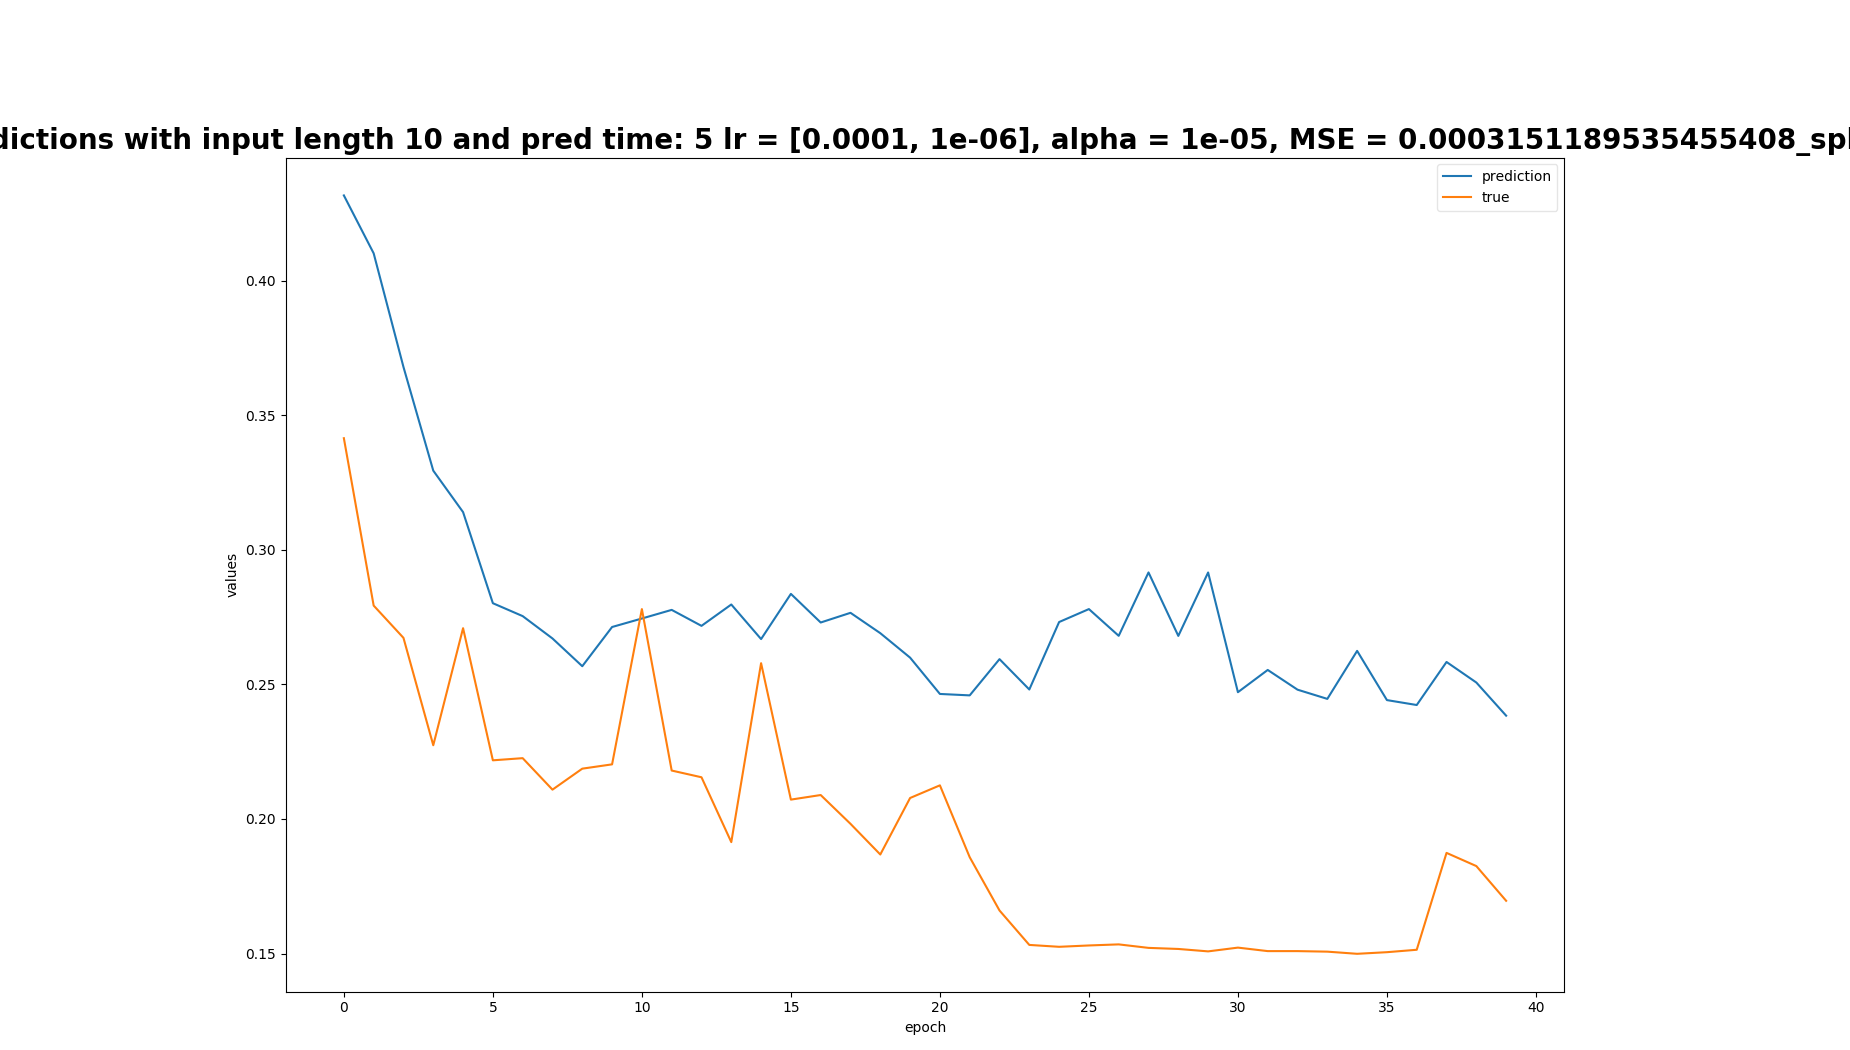 dictions with input length 10 and pred time: 5 lr = [0.0001, 1e-06], alpha = 1e-05, MSE = 0.0003151189535455408_spl
prediction
true
values
0.40
0.35
0.30
0.25
0.20
0.15
0 5 10 15 20 25 30 35 40
epoch